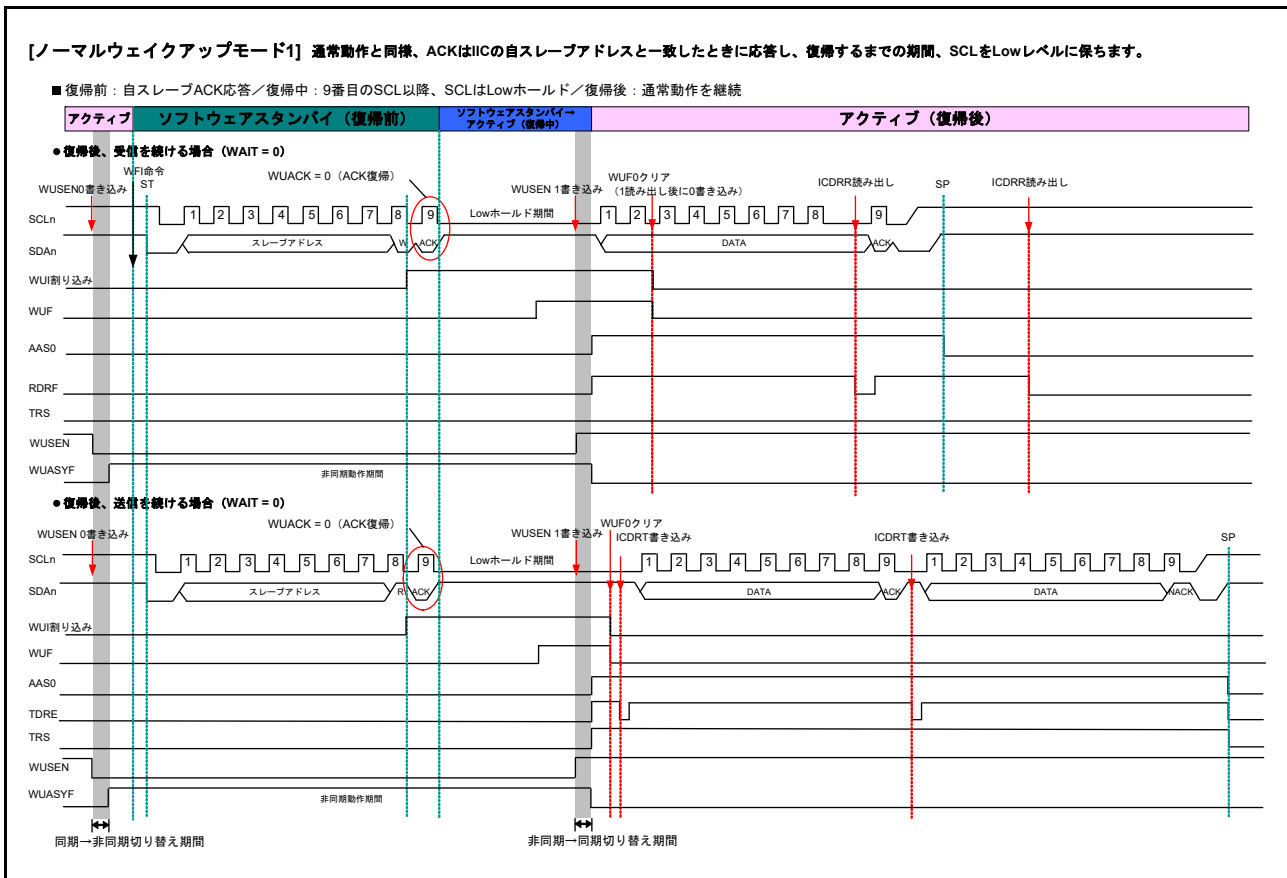 [ノーマルウェイクアップモード1] 通常動作と同様、ACKはIICの自スレーブアドレスと一致したときに応答し、復帰するまでの期間、SCLをLowレベルに保ちます。
■ 復帰前：自スレーブACK応答／復帰中：9番目のSCL以降、SCLはLowホールド／復帰後：通常動作を継続
アクティブ ソフトウェアスタンバイ（復帰前） ソフトウェアスタンバイ→ アクティブ（復帰後）
アクティブ（復帰中）
● 復帰後、受信を続ける場合（WAIT = 0）
WFI命令
ST
WUSEN0書き込み
WUACK = 0（ACK復帰）
WUSEN 1書き込み
WUF0クリア
（1読み出し後に0書き込み）
ICDRR読み出し
SP
ICDRR読み出し
SCLn 1 2 3 4 5 6 7 8 9 Lowホールド期間 1 2 3 4 5 6 7 8 9
SDAn スレーブアドレス W ACK DATA ACK
WUI割り込み
WUF
AAS0
RDRF
TRS
WUSEN
WUASYF 非同期動作期間
● 復帰後、送信を続ける場合（WAIT = 0）
WUSEN 0書き込み
WUACK = 0（ACK復帰）
WUSEN 1書き込み
WUF0クリア
ICDRT書き込み
ICDRT書き込み
SP
SCLn 1 2 3 4 5 6 7 8 9 Lowホールド期間 1 2 3 4 5 6 7 8 9 1 2 3 4 5 6 7 8 9
SDAn スレーブアドレス R ACK DATA ACK DATA NACK
WUI割り込み
WUF
AAS0
TDRE
TRS
WUSEN
WUASYF 非同期動作期間
同期→非同期切り替え期間 非同期→同期切り替え期間